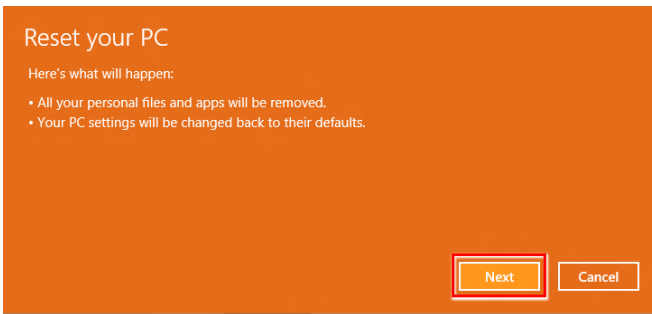 Reset your PC
Here's what will happen:
• All your personal files and apps will be removed.
• Your PC settings will be changed back to their defaults.
Next Cancel